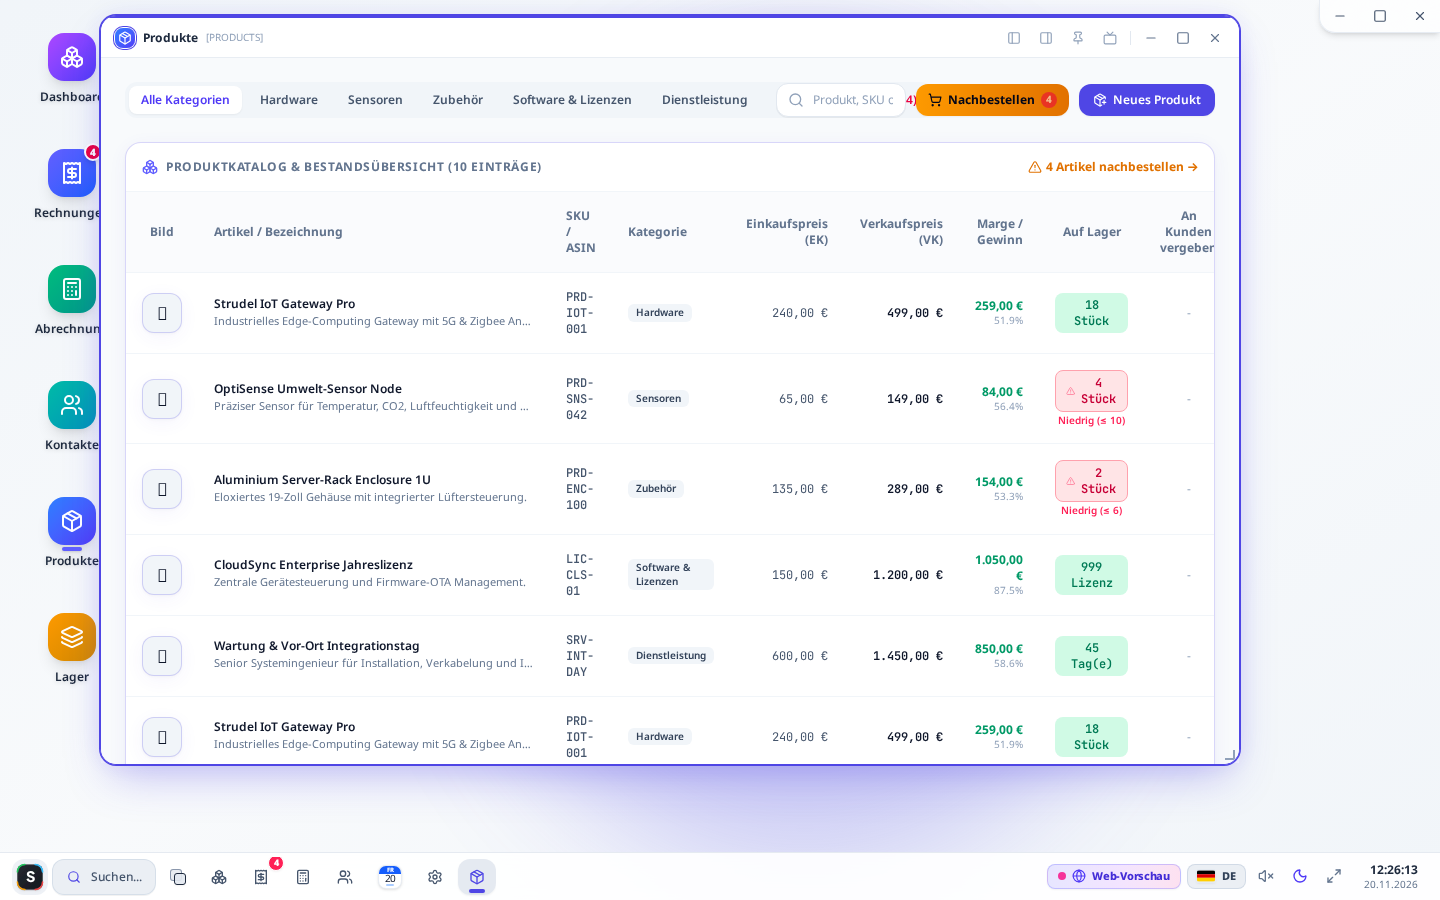 Produkte [PRODUCTS]
Alle Kategorien Hardware Sensoren Zubehör Software & Lizenzen Dienstleistung Produkt, SKU c 4) Nachbestellen 4 Neues Produkt
PRODUKTKATALOG & BESTANDSÜBERSICHT (10 EINTRÄGE) 4 Artikel nachbestellen →
Bild Artikel / Bezeichnung SKU / ASIN Kategorie Einkaufspreis (EK) Verkaufspreis (VK) Marge / Gewinn Auf Lager An Kunden vergeben
Strudel IoT Gateway Pro
Industrielles Edge-Computing Gateway mit 5G & Zigbee An...
PRD-
IOT-
001
Hardware
240,00 €
499,00 €
259,00 €
51.9%
18
Stück
-
OptiSense Umwelt-Sensor Node
Präziser Sensor für Temperatur, CO2, Luftfeuchtigkeit und ...
PRD-
SNS-
042
Sensoren
65,00 €
149,00 €
84,00 €
56.4%
4
Stück
Niedrig (≤ 10)
-
Aluminium Server-Rack Enclosure 1U
Eloxiertes 19-Zoll Gehäuse mit integrierter Lüftersteuerung.
PRD-
ENC-
100
Zubehör
135,00 €
289,00 €
154,00 €
53.3%
2
Stück
Niedrig (≤ 6)
-
CloudSync Enterprise Jahreslizenz
Zentrale Gerätesteuerung und Firmware-OTA Management.
LIC-
CLS-
01
Software &
Lizenzen
150,00 €
1.200,00 €
1.050,00
€
87.5%
999
Lizenz
-
Wartung & Vor-Ort Integrationstag
Senior Systemingenieur für Installation, Verkabelung und I...
SRV-
INT-
DAY
Dienstleistung
600,00 €
1.450,00 €
850,00 €
58.6%
45
Tag(e)
-
Strudel IoT Gateway Pro
Industrielles Edge-Computing Gateway mit 5G & Zigbee An...
PRD-
IOT-
001
Hardware
240,00 €
499,00 €
259,00 €
51.9%
18
Stück
-
Dashboard
4
Rechnungen
Abrechnun
Kontakte
Produkte
Lager
S Suchen... 4 FR 20 Web-Vorschau DE 12:26:13
20.11.2026